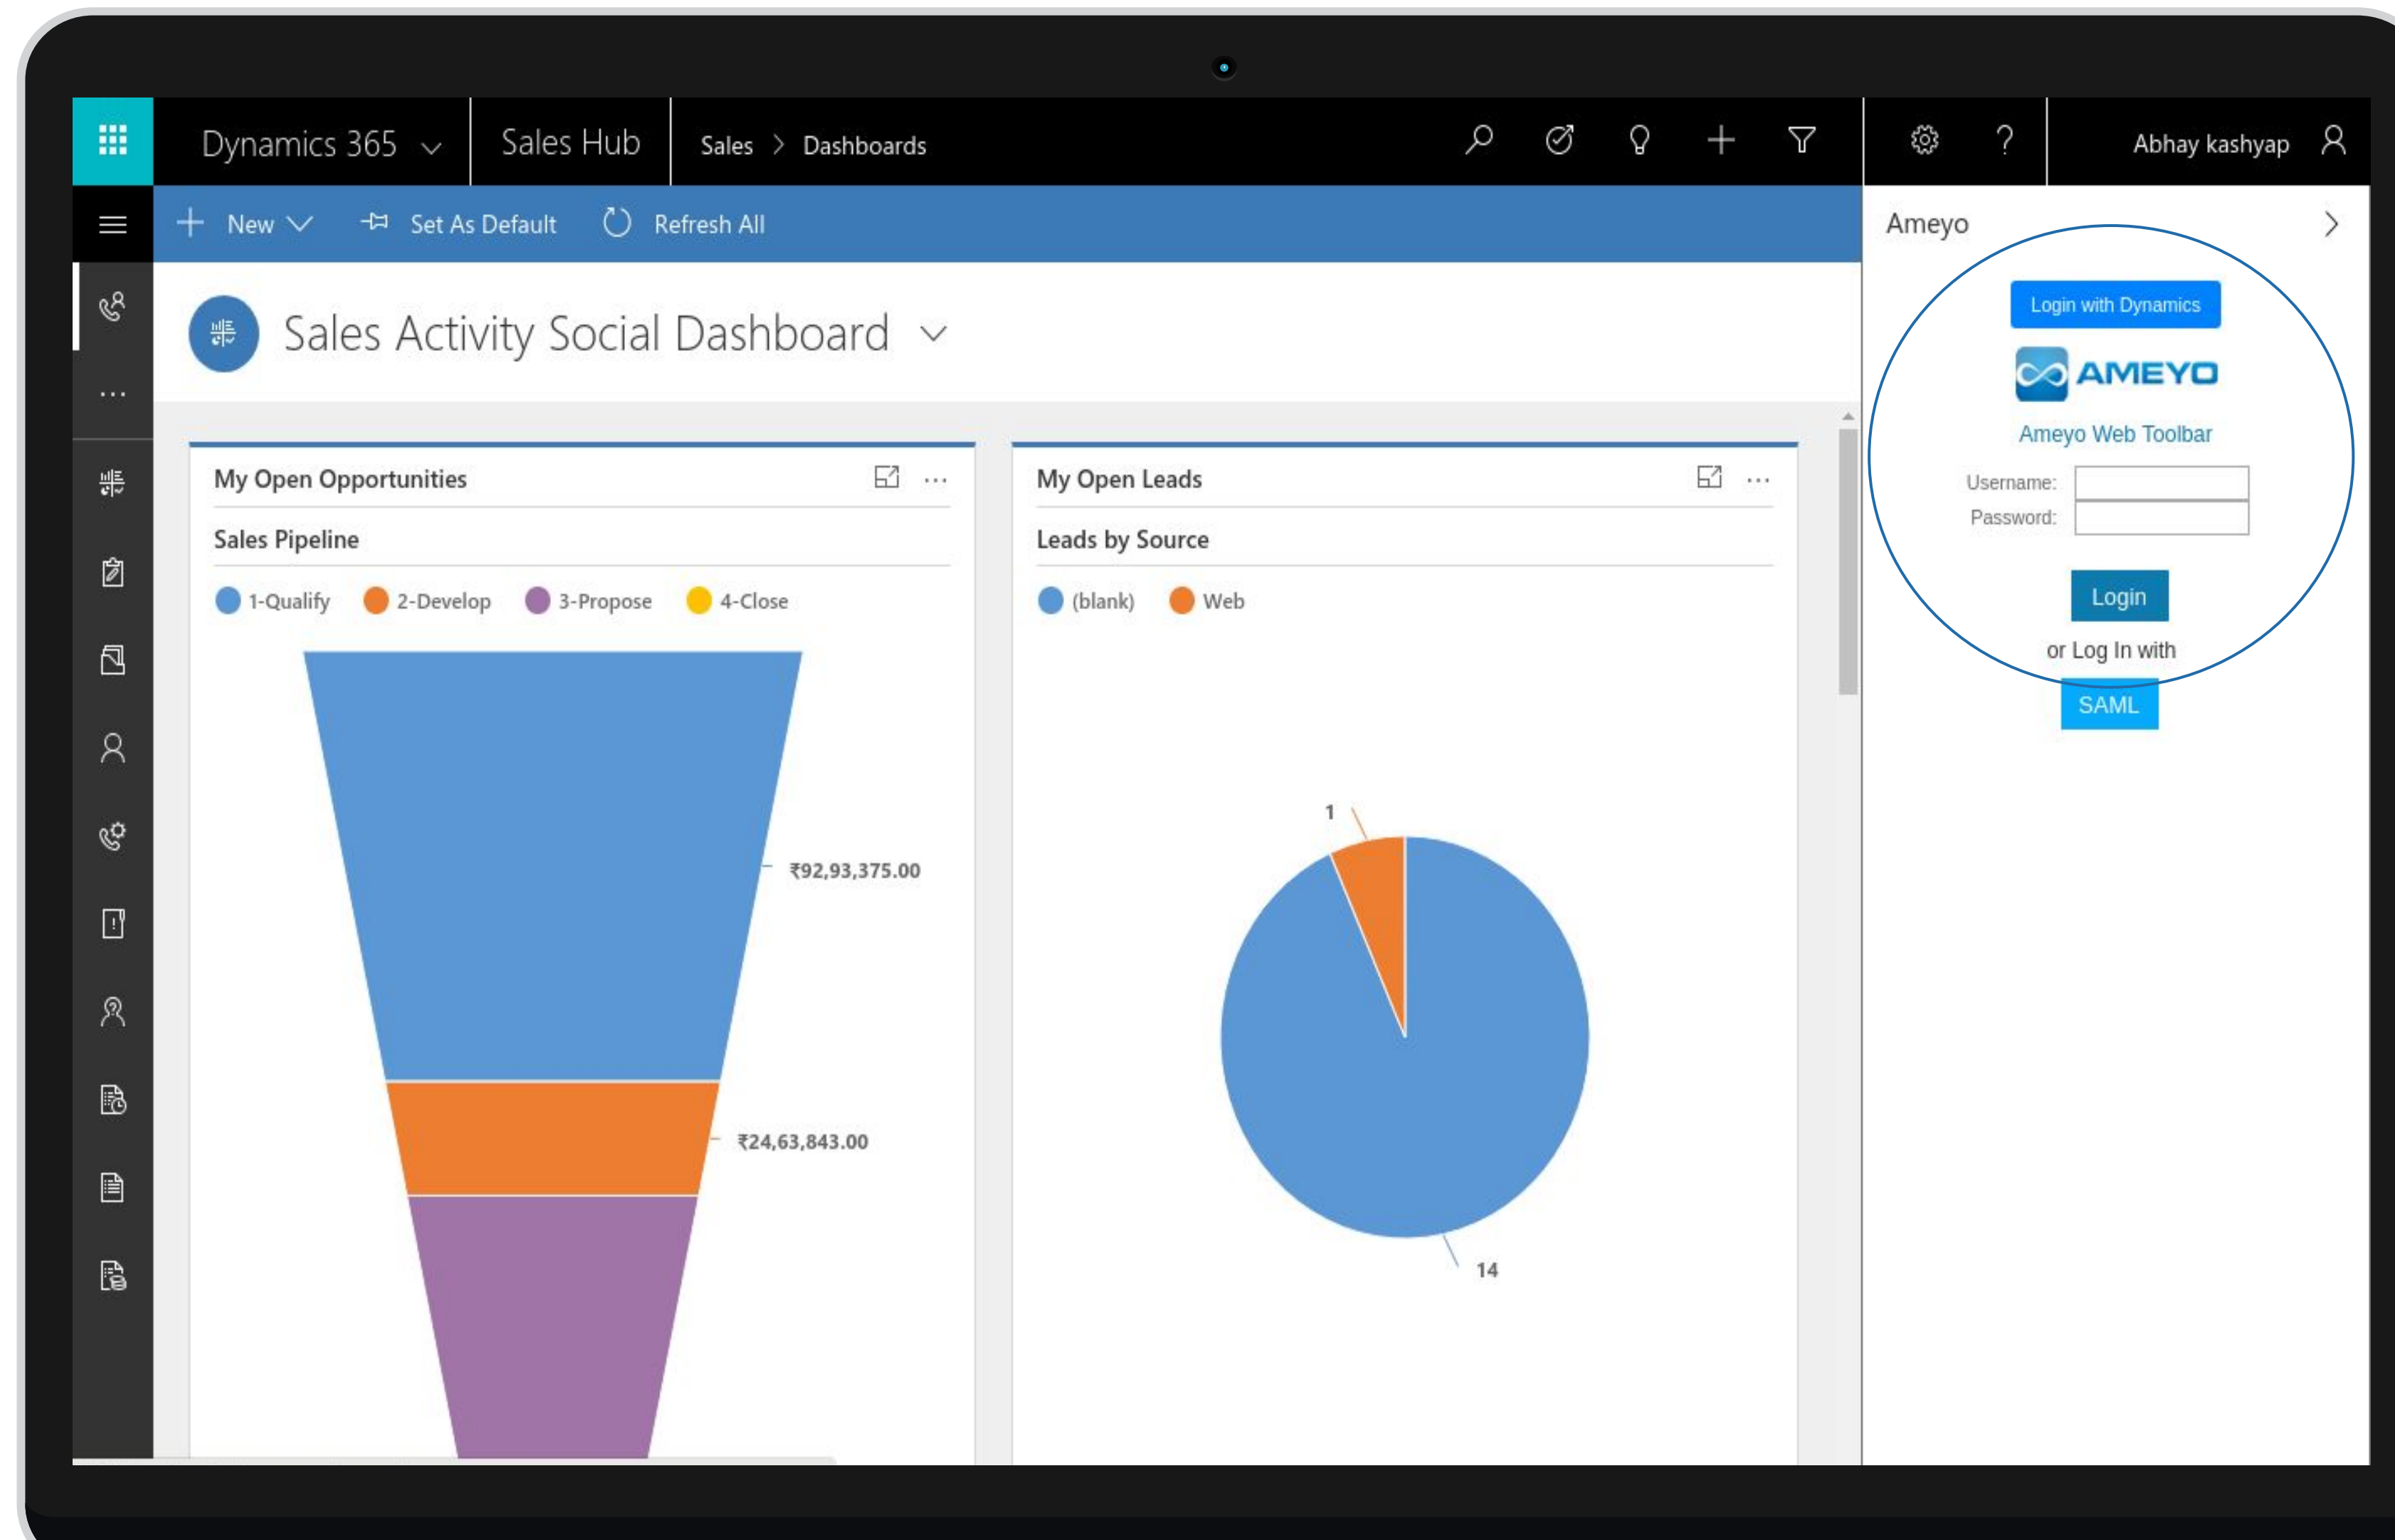 Dynamics 365
Sales Hub
Sales > Dashboards
?
Abhay kashyap
New
Set As Default
Refresh All
Ameyo
Sales Activity Social Dashboard
Login with Dynamics
AMEYO
Ameyo Web Toolbar
Username:
Password:
Login
or Log In with
SAML
My Open Opportunities
Sales Pipeline
1-Qualify 2-Develop 3-Propose 4-Close
₹92,93,375.00
₹24,63,843.00
My Open Leads
Leads by Source
(blank) Web
1
14